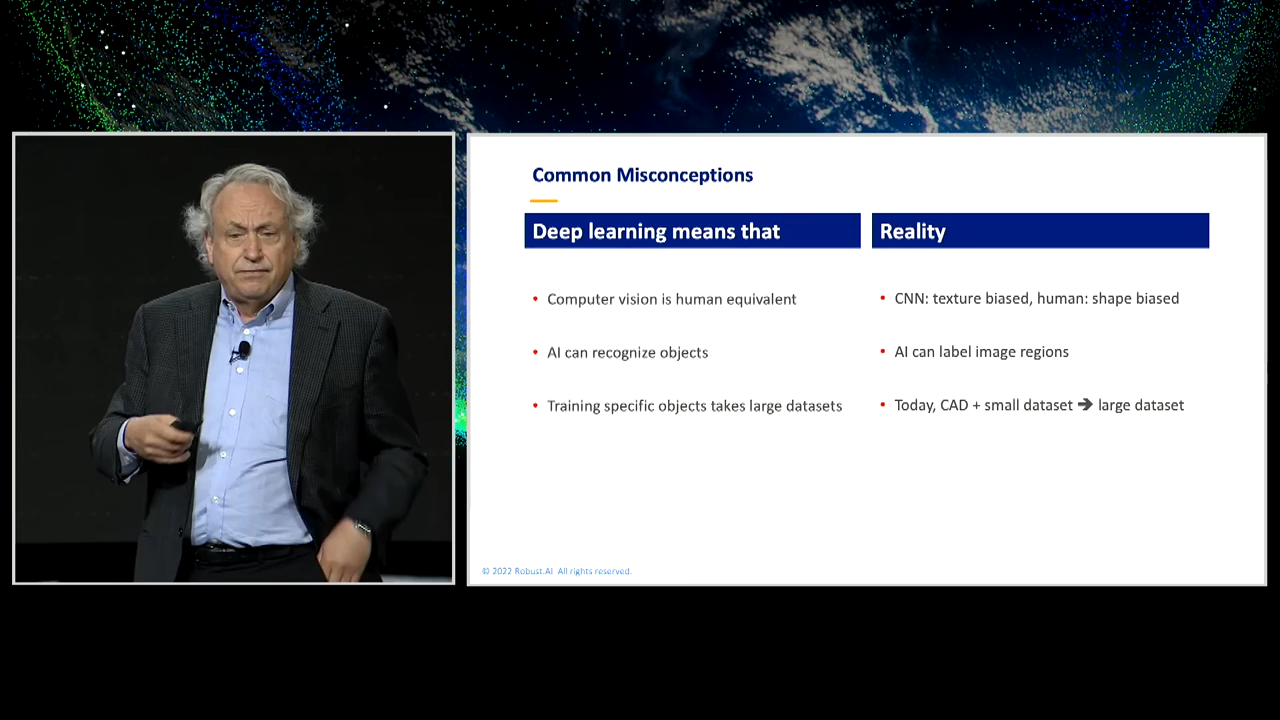 Common Misconceptions
Deep learning means that
Reality
• Computer vision is human equivalent
• CNN: texture biased, human: shape biased
• AI can recognize objects
• AI can label image regions
• Training specific objects takes large datasets
• Today, CAD + small dataset ➔ large dataset
© 2022 Robust.AI All rights reserved.